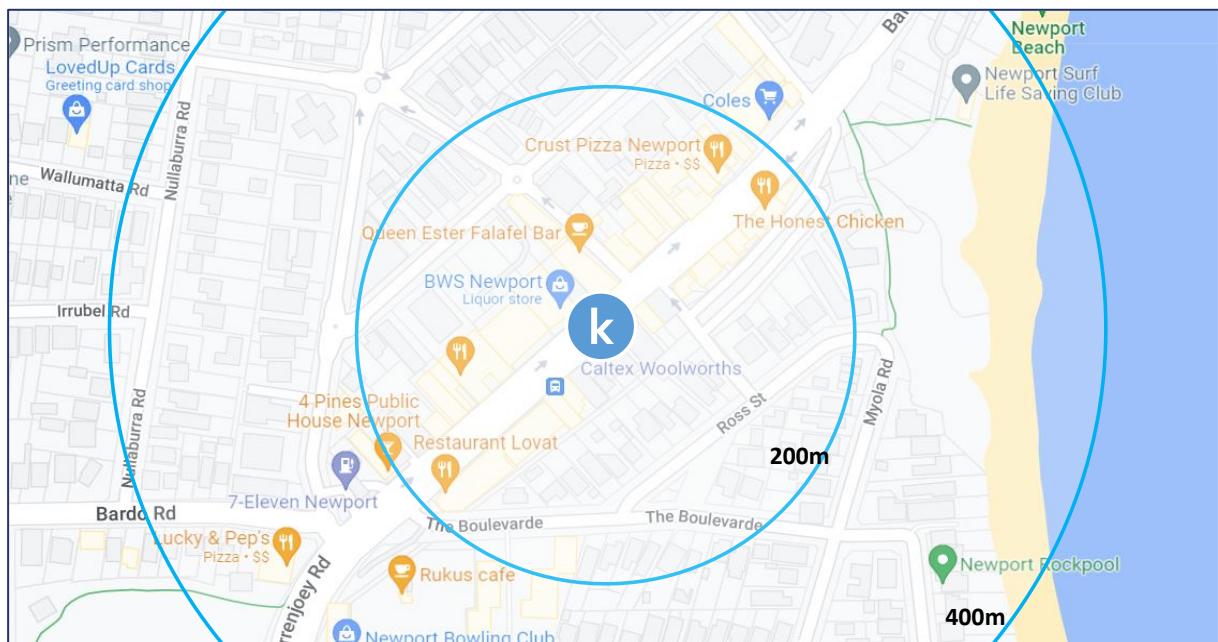 Prism Performance
LovedUp Cards
Greeting card shop
Nullaburra Rd
Wallumatta Rd
Irrubel Rd
Nullaburra Rd
Bardo Rd
Newport
Beach
Newport Surf
Life Saving Club
Coles
Crust Pizza Newport
Pizza • $$
The Honest Chicken
Queen Ester Falafel Bar
BWS Newport
Liquor store
k
Caltex Woolworths
4 Pines Public
House Newport
Restaurant Lovat
7-Eleven Newport
Ross St
Myola Rd
200m
The Boulevarde
The Boulevarde
Lucky & Pep's
Pizza • $$
Rukus cafe
Newport Rockpool
400m
Newport Bowling Club